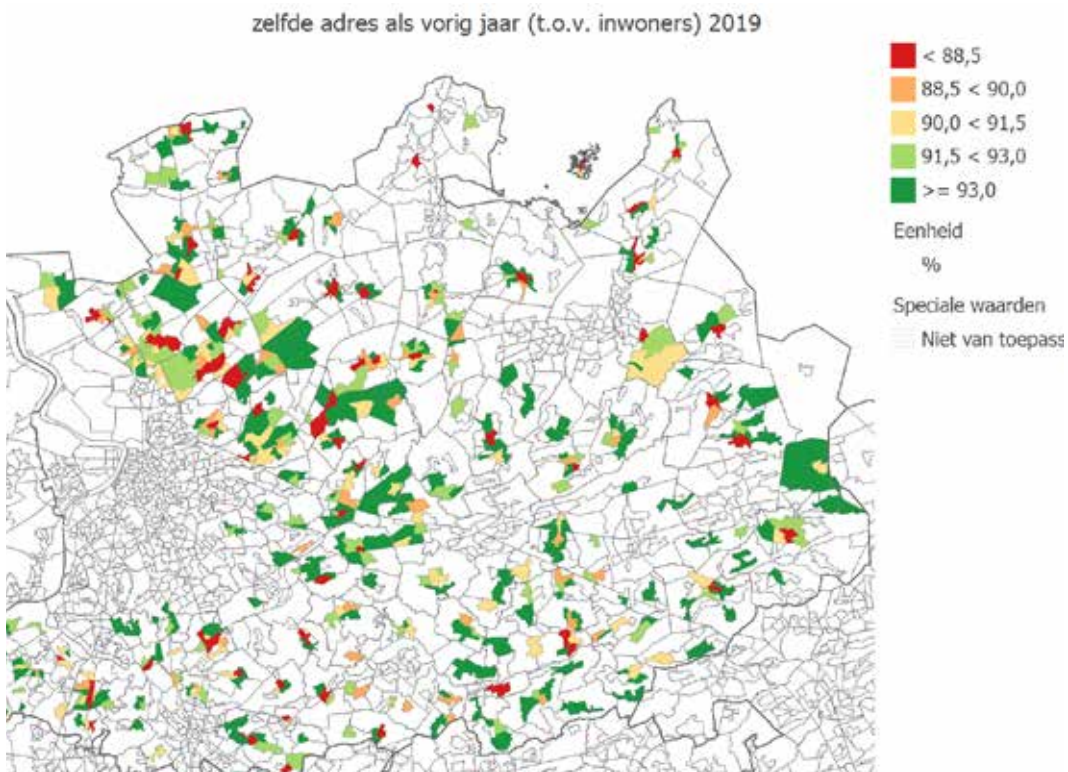 zelfde adres als vorig jaar (t.o.v. inwoners) 2019
< 88,5
88,5 < 90,0
90,0 < 91,5
91,5 < 93,0
>= 93,0
Eenheid
%
Speciale waarden
Niet van toepass